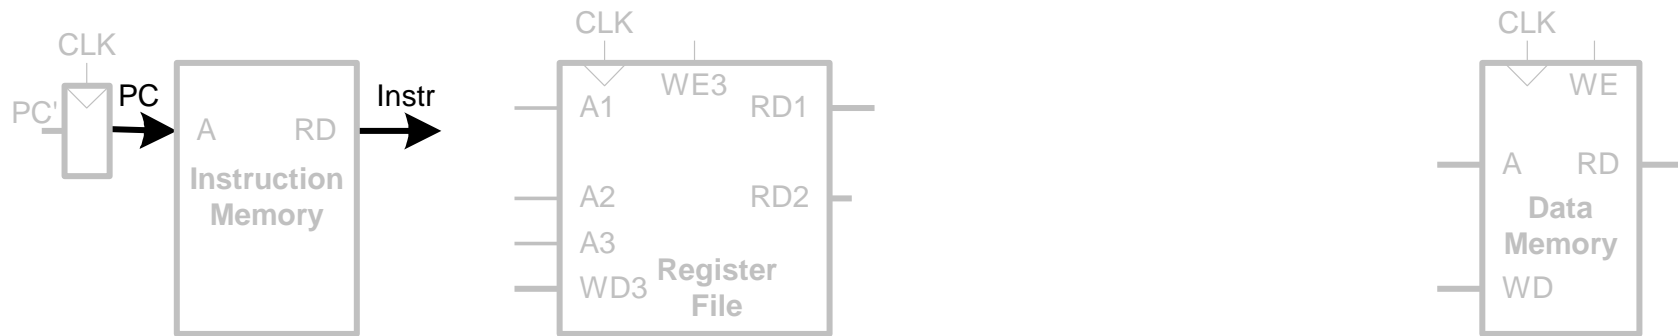 CLK
PC'
PC
A
RD
Instruction
Memory
Instr
CLK
WE3
A1
RD1
A2
RD2
A3
WD3
Register
File
CLK
WE
A
RD
Data
Memory
WD